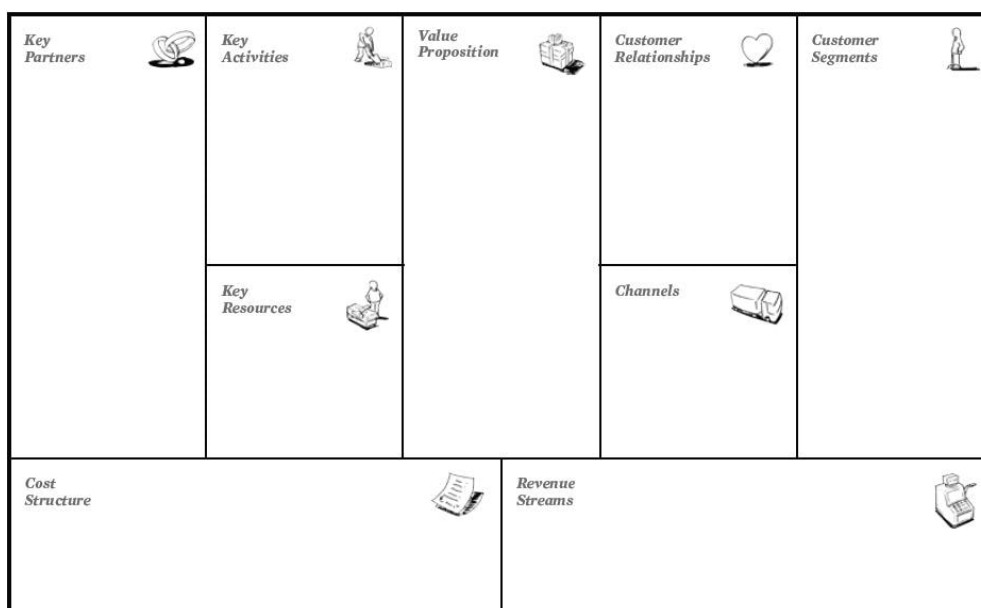 Key
Partners
Key
Activities
Value
Proposition
Customer
Relationships
Customer
Segments
Key
Resources
Channels
Cost
Structure
Revenue
Streams